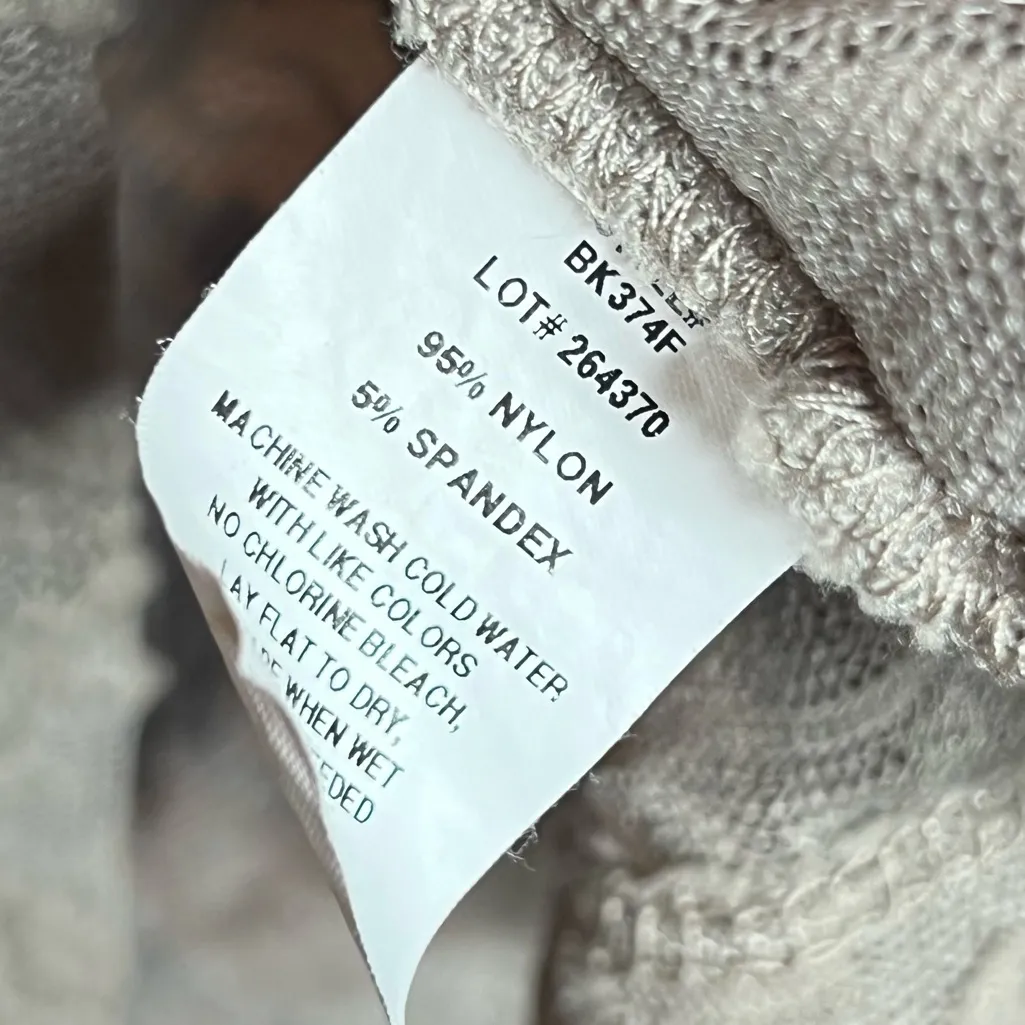 BK374F
LOT# 264370
95% NYLON
5% SPANDEX
MACHINE WASH COLD WATER
WITH LIKE COLORS
NO CHLORINE BLEACH,
LAY FLAT TO DRY,
WHEN WET